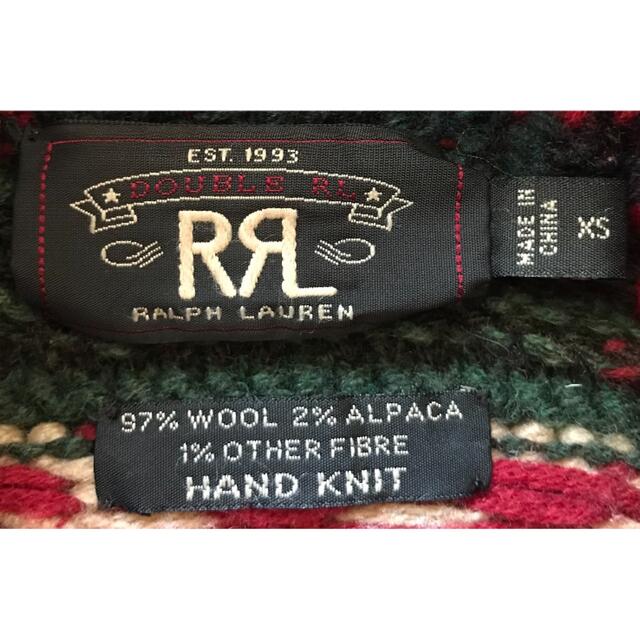 EST. 1993
DOUBLE RL
RRL
RALPH LAUREN
MADE IN
CHINA
XS
97% WOOL 2% ALPACA
1% OTHER FIBRE
HAND KNIT